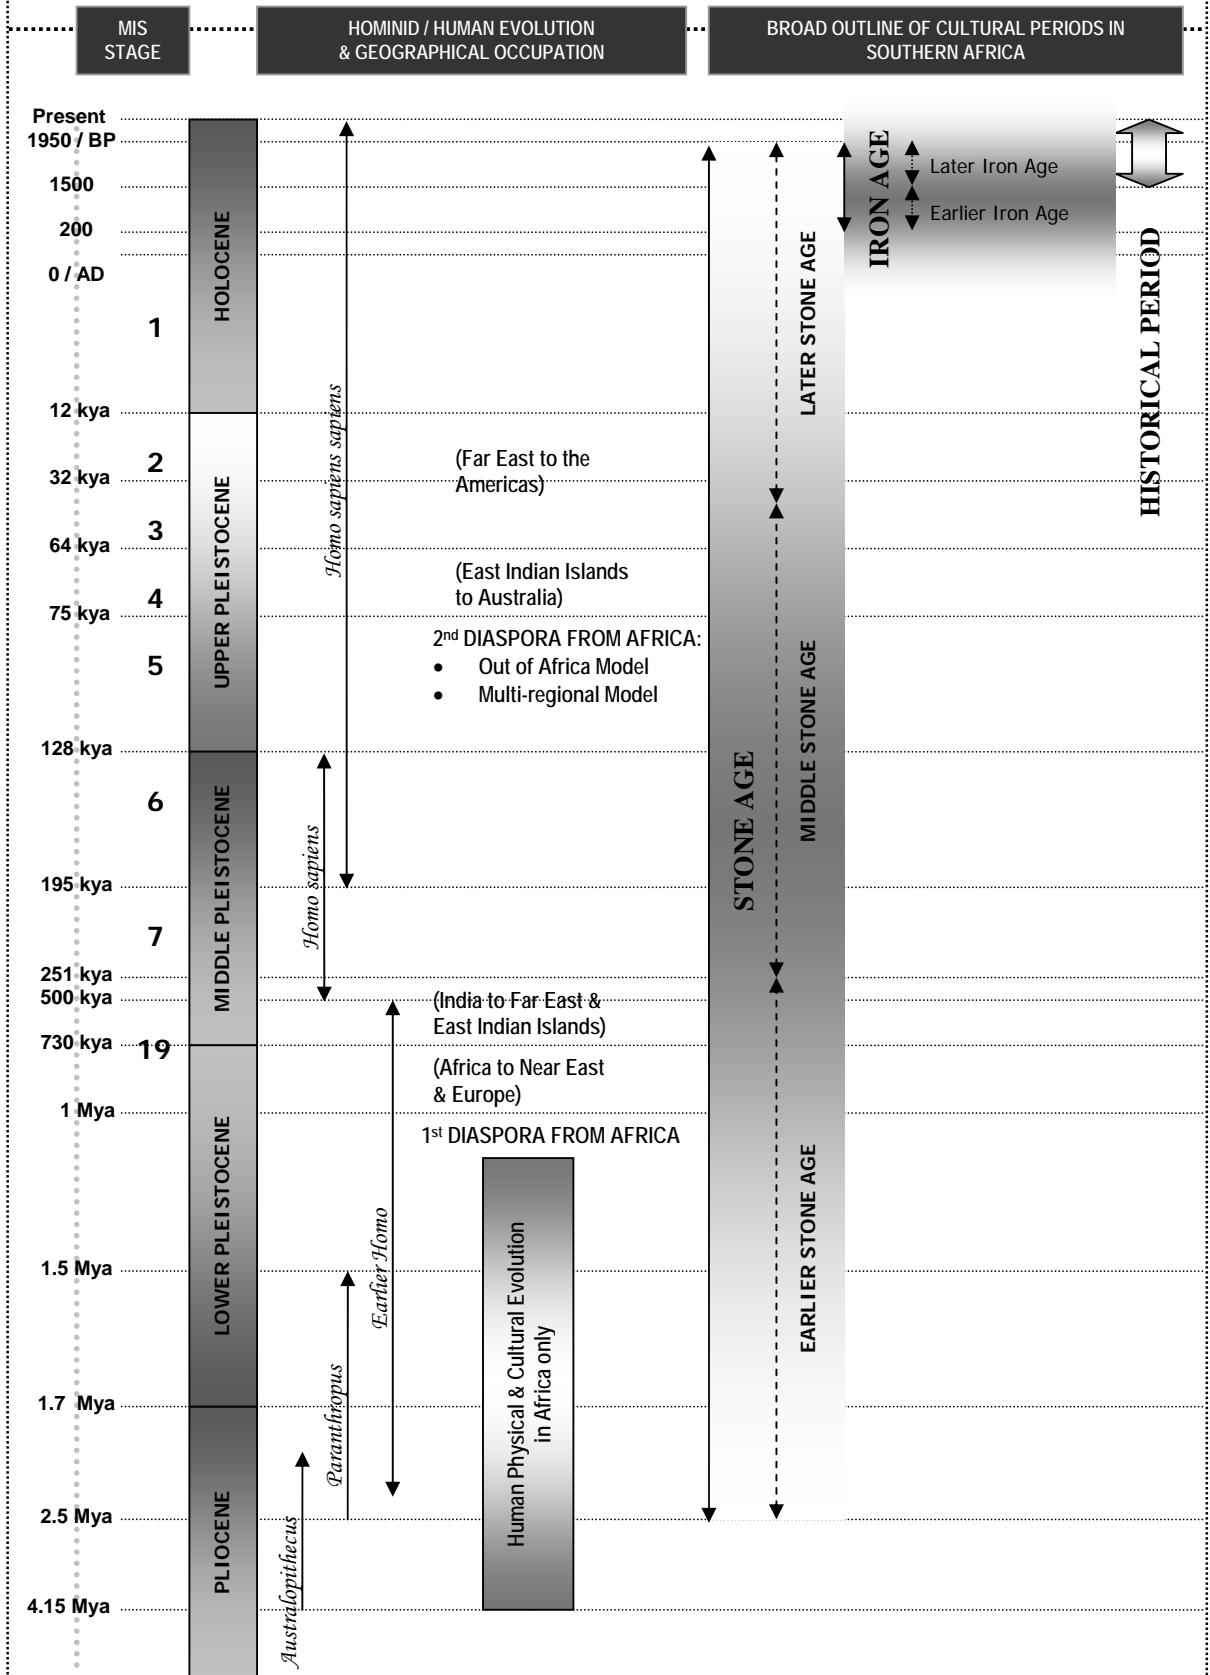 MIS
STAGE
HOMINID / HUMAN EVOLUTION
& GEOGRAPHICAL OCCUPATION
BROAD OUTLINE OF CULTURAL PERIODS IN
SOUTHERN AFRICA
Present
1950 / BP
1500
200
0 / AD
12 kya
32 kya
64 kya
75 kya
128 kya
195 kya
251 kya
500 kya
730 kya
1 Mya
1.5 Mya
1.7 Mya
2.5 Mya
4.15 Mya
1
2
3
4
5
6
7
19
HOLOCENE
UPPER PLEISTOCENE
MIDDLE PLEISTOCENE
LOWER PLEISTOCENE
PLIOCENE
Homo sapiens sapiens
Homo sapiens
Earlier Homo
Paranthropus
Australopithecus
(Far East to the
Americas)
(East Indian Islands
to Australia)
2nd DIASPORA FROM AFRICA:
• Out of Africa Model
• Multi-regional Model
(India to Far East &
East Indian Islands)
(Africa to Near East
& Europe)
1st DIASPORA FROM AFRICA
Human Physical & Cultural Evolution
in Africa only
STONE AGE
LATER STONE AGE
MIDDLE STONE AGE
EARLIER STONE AGE
IRON AGE
Later Iron Age
Earlier Iron Age
HISTORICAL PERIOD